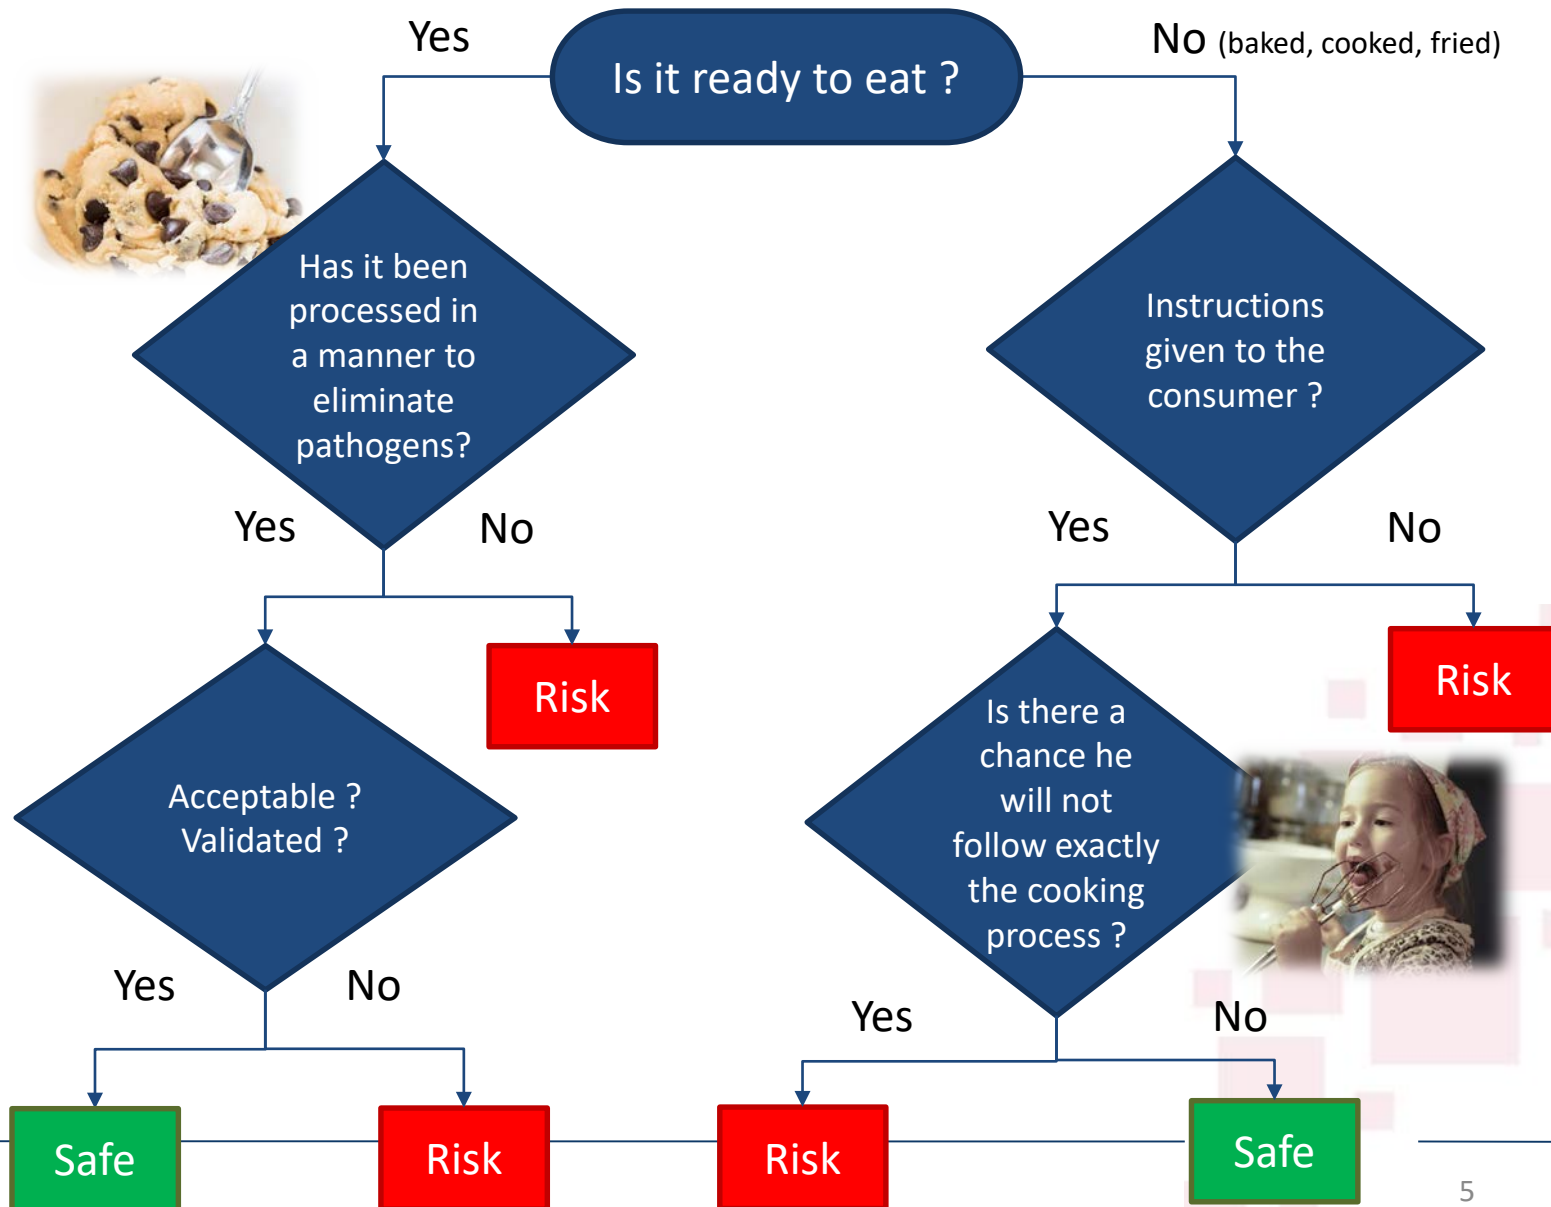 Yes
Is it ready to eat ?
No (baked, cooked, fried)
Has it been
processed in
a manner to
eliminate
pathogens?
Instructions
given to the
consumer ?
Yes
No
Yes
No
Risk
Risk
Acceptable ?
Validated ?
Is there a
chance he
will not
follow exactly
the cooking
process ?
Yes
No
Yes
No
Safe
Risk
Risk
Safe
5